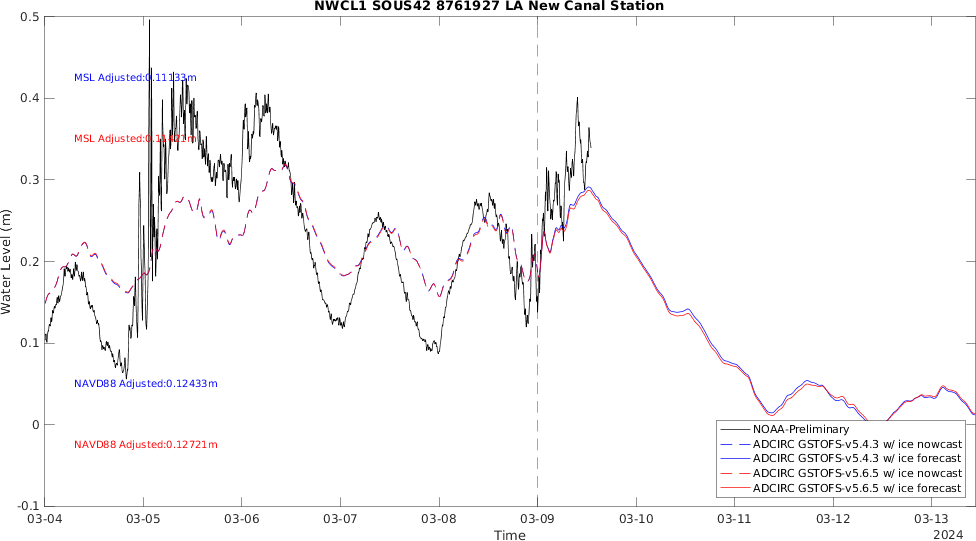 NWCL1 SOUS42 8761927 LA New Canal Station
0.5
0.4
0.3
0.2
0.1
0
-0.1
Water Level (m)
MSL Adjusted:0.11133m
MSL Adjusted:0.11421m
NAVD88 Adjusted:0.12433m
NAVD88 Adjusted:0.12721m
NOAA-Preliminary
ADCIRC GSTOFS-v5.4.3 w/ ice nowcast
ADCIRC GSTOFS-v5.4.3 w/ ice forecast
ADCIRC GSTOFS-v5.6.5 w/ ice nowcast
ADCIRC GSTOFS-v5.6.5 w/ ice forecast
03-04 03-05 03-06 03-07 03-08 03-09 03-10 03-11 03-12 03-13
Time
2024